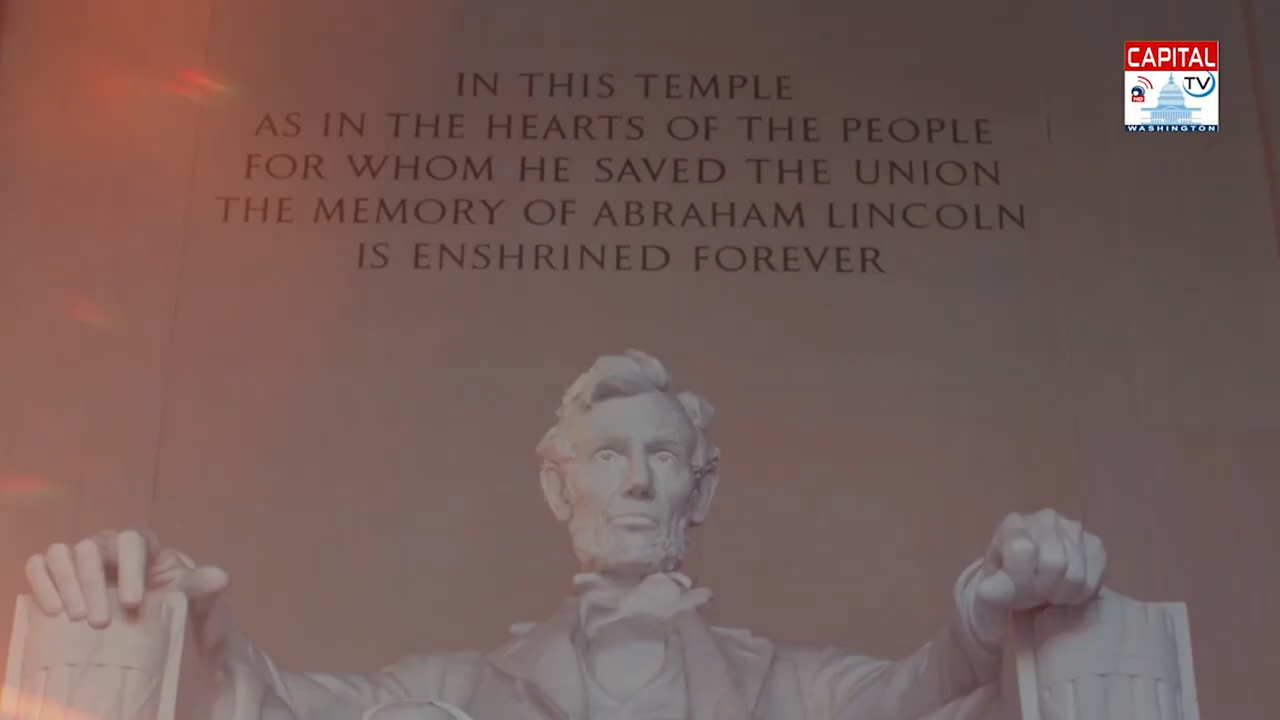 IN THIS TEMPLE
AS IN THE HEARTS OF THE PEOPLE
FOR WHOM HE SAVED THE UNION
THE MEMORY OF ABRAHAM LINCOLN
IS ENSHRINED FOREVER
CAPITAL
TV
HD
WASHINGTON